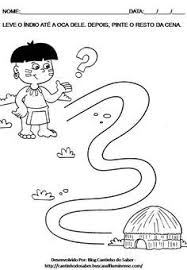 NOME: DATA: / /
LEVE O ÍNDIO ATÉ A OCA DELE. DEPOIS, PINTE O RESTO DA CENA.
?
Desenvolvido Por: Blog Cantinho do Saber -